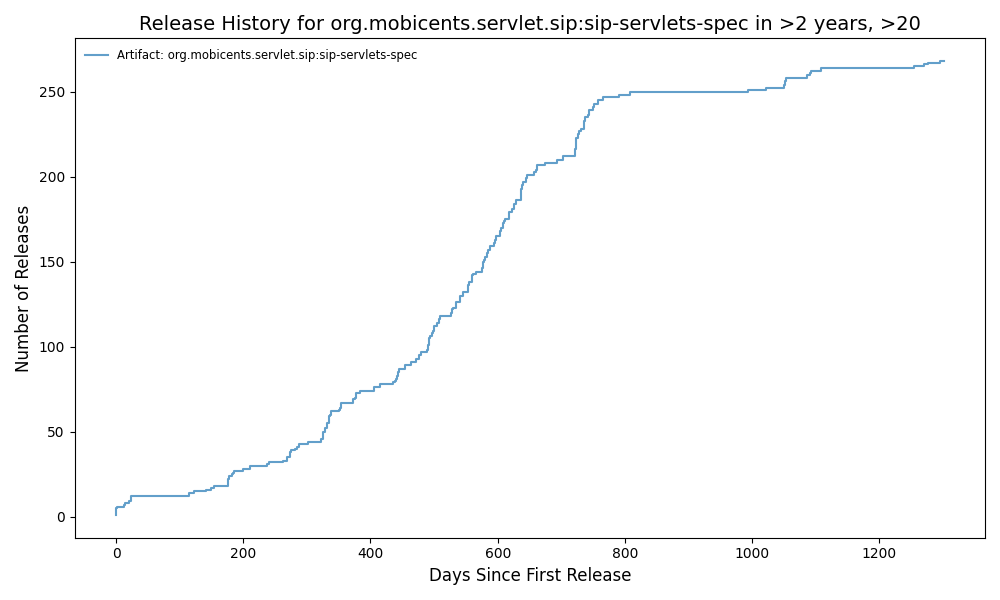 Release History for org.mobicents.servlet.sip:sip-servlets-spec in >2 years, >20
Artifact: org.mobicents.servlet.sip:sip-servlets-spec
Number of Releases
250
200
150
100
50
0
0 200 400 600 800 1000 1200
Days Since First Release